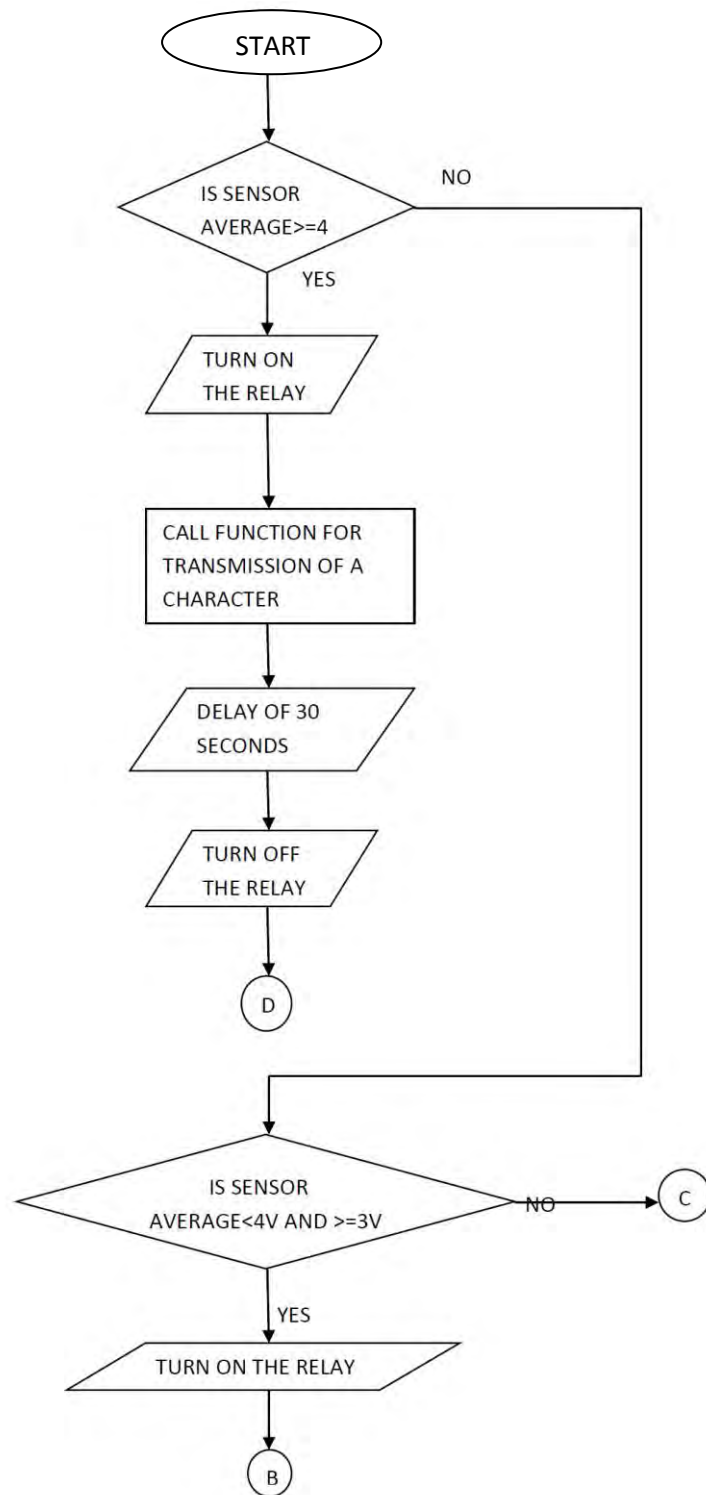 START
IS SENSOR
AVERAGE>=4
NO
YES
TURN ON
THE RELAY
CALL FUNCTION FOR
TRANSMISSION OF A
CHARACTER
DELAY OF 30
SECONDS
TURN OFF
THE RELAY
D
IS SENSOR
AVERAGE<4V AND >=3V
NO
C
YES
TURN ON THE RELAY
B